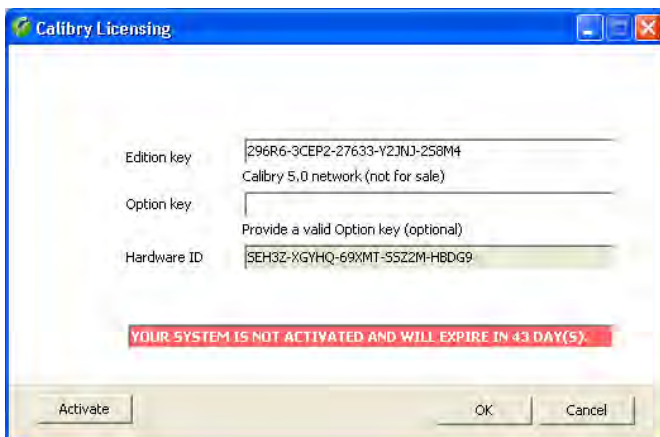 Calibry Licensing
Edition key
296R6-3CEP2-27633-Y2JNJ-258M4
Calibry 5.0 network (not for sale)
Option key
Provide a valid Option key (optional)
Hardware ID
SEH3Z-XGYHQ-69XMT-SSZ2M-HBDG9
YOUR SYSTEM IS NOT ACTIVATED AND WILL EXPIRE IN 43 DAY(S).
Activate
OK
Cancel